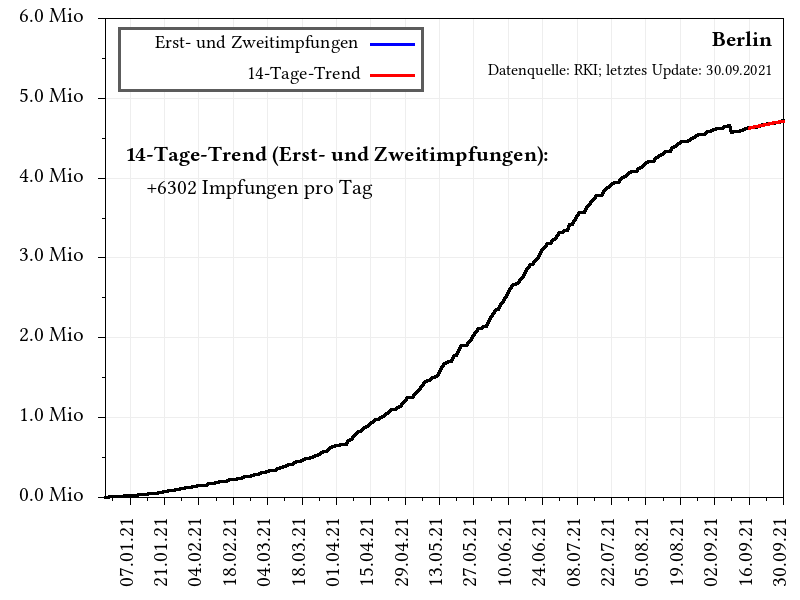 6.0 Mio
5.0 Mio
4.0 Mio
3.0 Mio
2.0 Mio
1.0 Mio
0.0 Mio
Erst- und Zweitimpfungen
14-Tage-Trend
Berlin
Datenquelle: RKI; letztes Update: 30.09.2021
14-Tage-Trend (Erst- und Zweitimpfungen):
+6302 Impfungen pro Tag
07.01.21
21.01.21
04.02.21
18.02.21
04.03.21
18.03.21
01.04.21
15.04.21
29.04.21
13.05.21
27.05.21
10.06.21
24.06.21
08.07.21
22.07.21
05.08.21
19.08.21
02.09.21
16.09.21
30.09.21